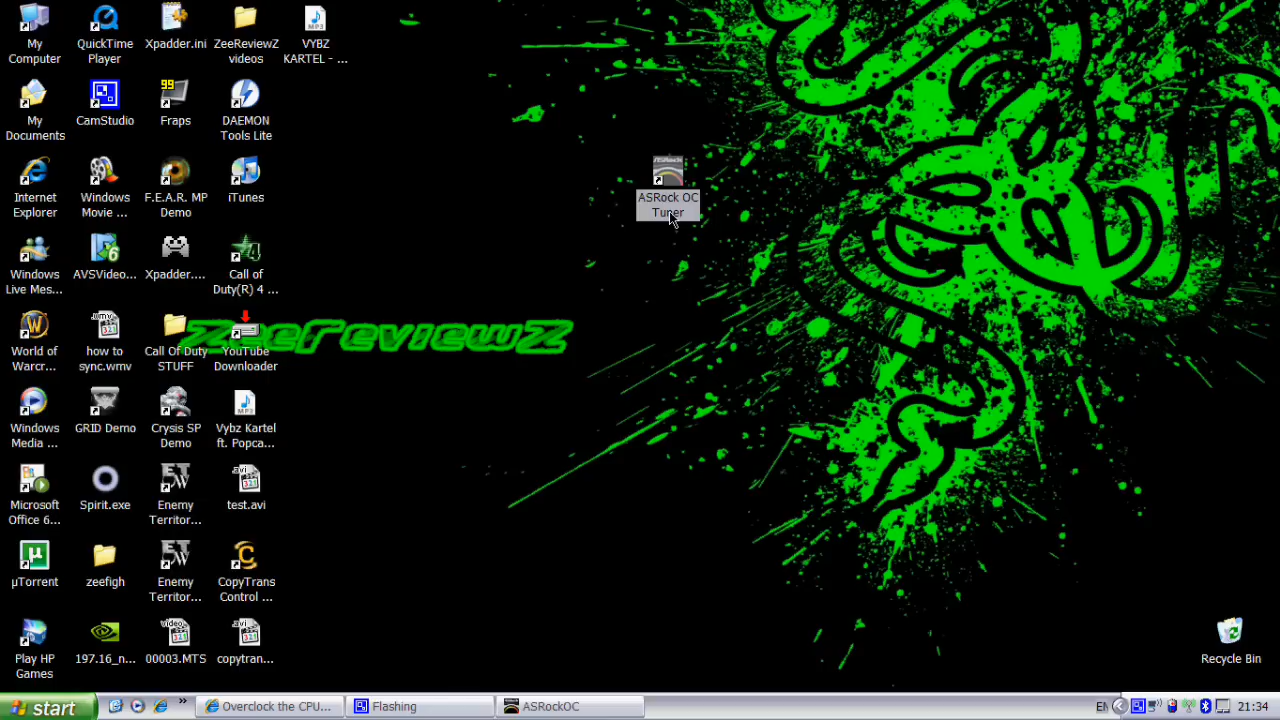 My
Computer
QuickTime
Player
Xpadder.ini
ZeeReviewZ
videos
VYBZ
KARTEL - ...
My
Documents
CamStudio
99
Fraps
DAEMON
Tools Lite
Internet
Explorer
Windows
Movie ...
F.E.A.R. MP
Demo
iTunes
ASRock
ASRock OC
Tuner
Windows
Live Mes...
AVSVideo...
Xpadder....
Call of
Duty(R) 4 ...
ZeeReviewZ
World of
Warcr...
how to
sync.wmv
Call Of Duty
STUFF
YouTube
Downloader
Windows
Media ...
GRID Demo
Crysis SP
Demo
Vybz Kartel
ft. Popca...
Microsoft
Office 6...
Spirit.exe
Enemy
Territor...
test.avi
µTorrent
zeefigh
Enemy
Territor...
CopyTrans
Control ...
Play HP
Games
197.16_n...
00003.MTS
copytran...
Recycle Bin
start
Overclock the CPU...
Flashing
ASRockOC
EN
21:34